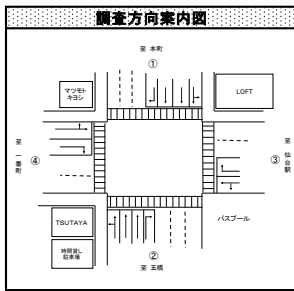 調査方向案内図
至 本町
①
マツモト
キヨシ
LOFT
至 一番町
④
③
至 仙台駅
TSUTAYA
バスプール
時間貸し
駐車場
②
至 五橋